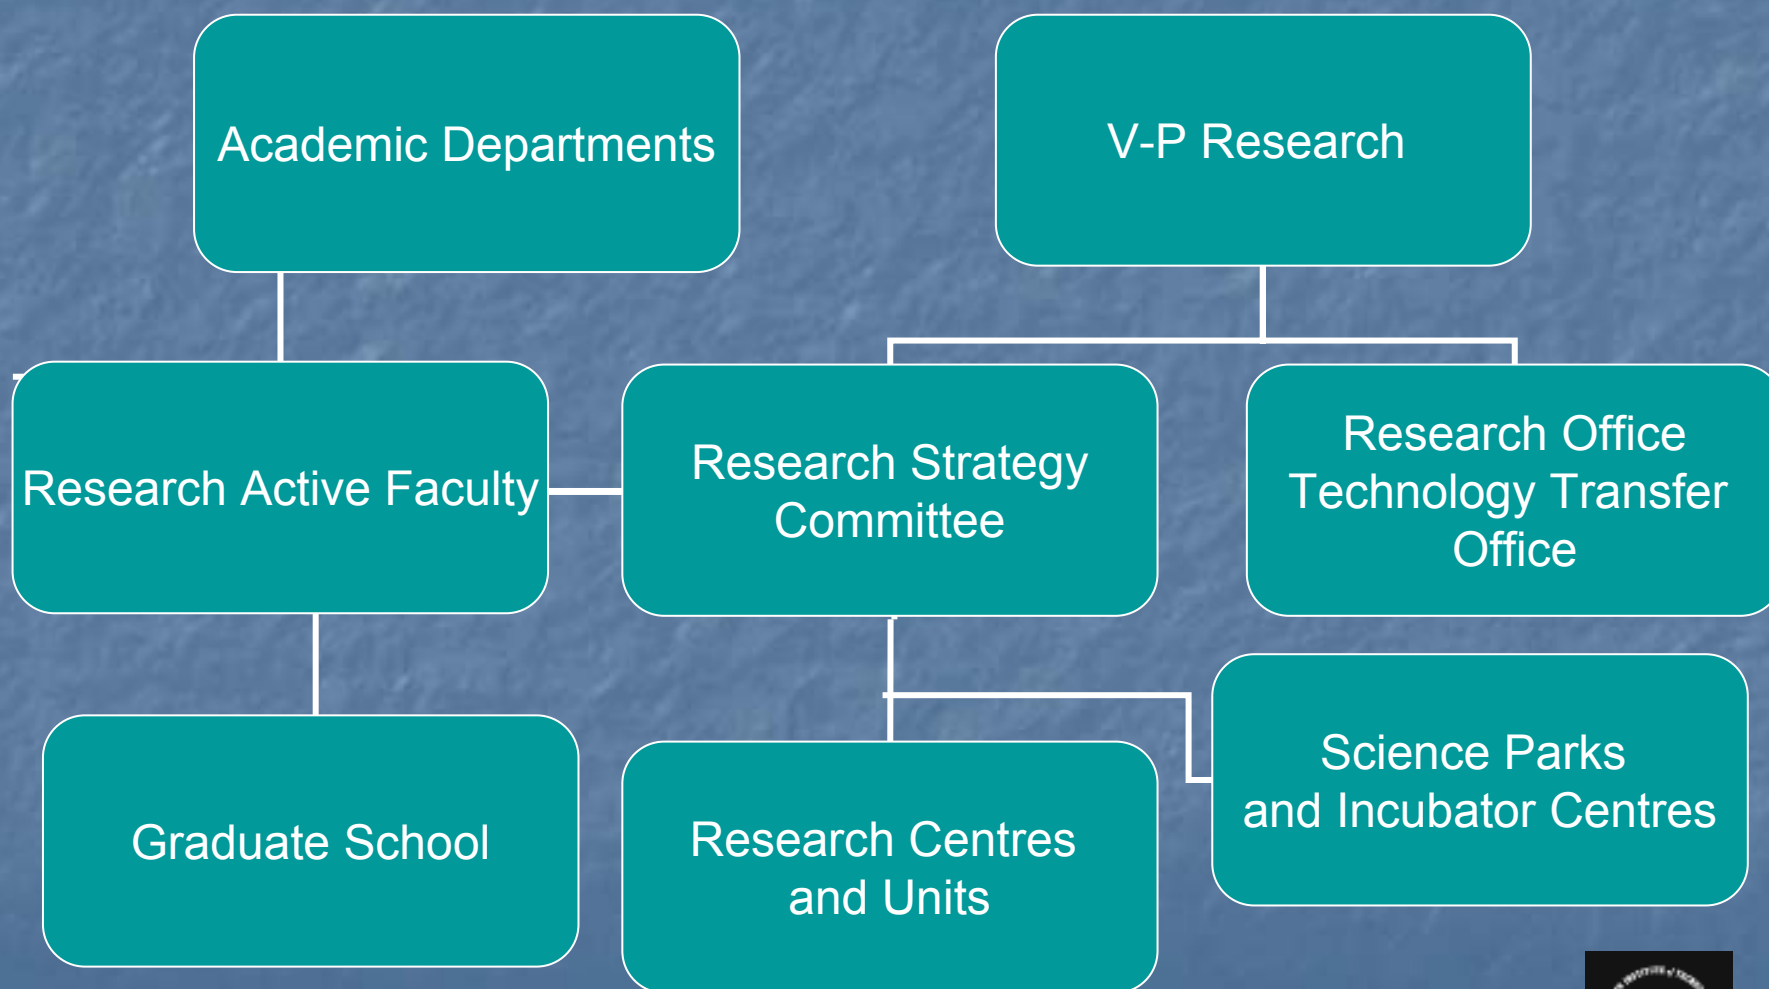 Academic Departments
V-P Research
Research Active Faculty
Research Strategy
Committee
Research Office
Technology Transfer
Office
Graduate School
Research Centres
and Units
Science Parks
and Incubator Centres